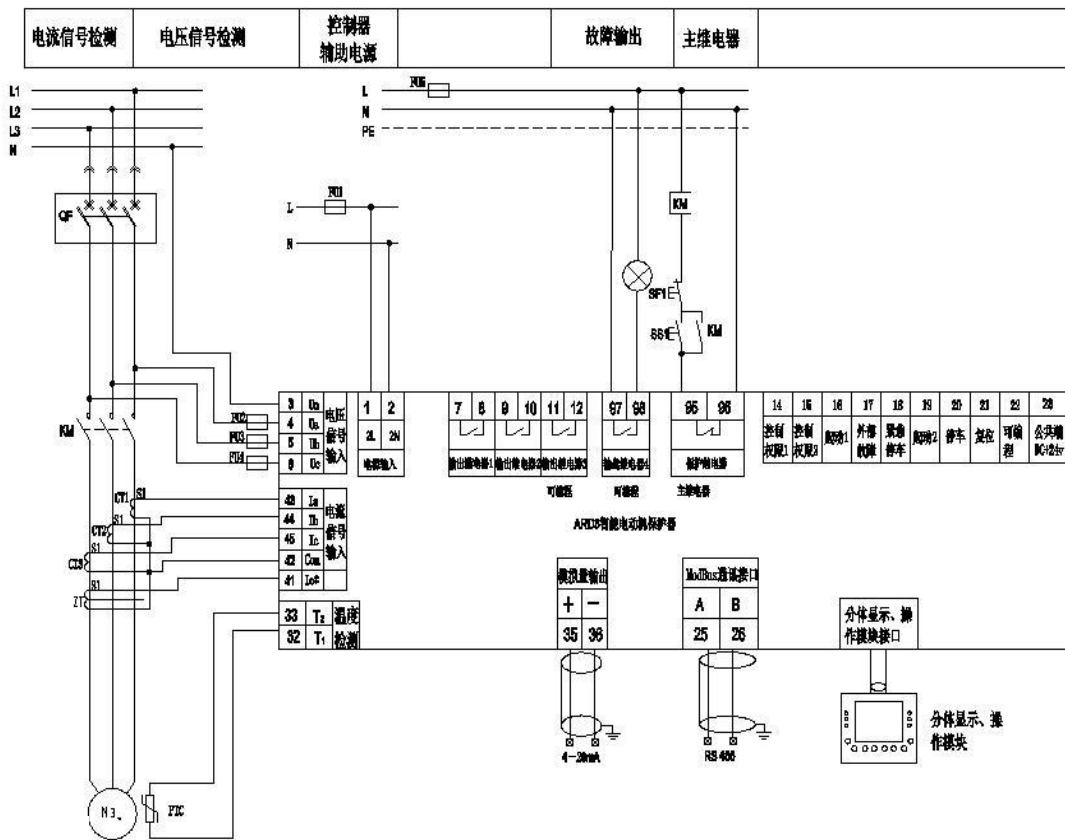 电流信号检测
电压信号检测
控制器
辅助电源
故障输出
主继电器
L1
L2
L3
N
L
N
PE
FU5
QF
FU1
L
N
KM
SF1
SS1
KM
KM
FU2
FU3
FU4
3 Un
4 Ua
5 Ub
6 Uc
电压
信号
输入
1 2
2L 2N
电源输入
7 8 9 10 11 12
输出继电器1 输出继电器2 输出继电器3
可编程
97 98
输出继电器4
可编程
95 96
保护继电器
主继电器
14 15 16 17 18 19 20 21 22 23
控制
权限1
控制
权限2
起动1
外部
故障
紧急
停车
起动2
停车
复位
可编
程
公共端
DC+24v
CT1
S1
CT2
S1
CT3
S1
ZT
S1
43 Ia
44 Ib
45 Ic
42 Com
41 Io*
电流
信号
输入
33 T2
32 T1
温度
检测
ARD3智能电动机保护器
模拟量输出
+ −
35 36
4-20mA
ModBus通讯接口
A B
25 26
RS485
分体显示、操
作模块接口
分体显示、操
作模块
M3~
PTC